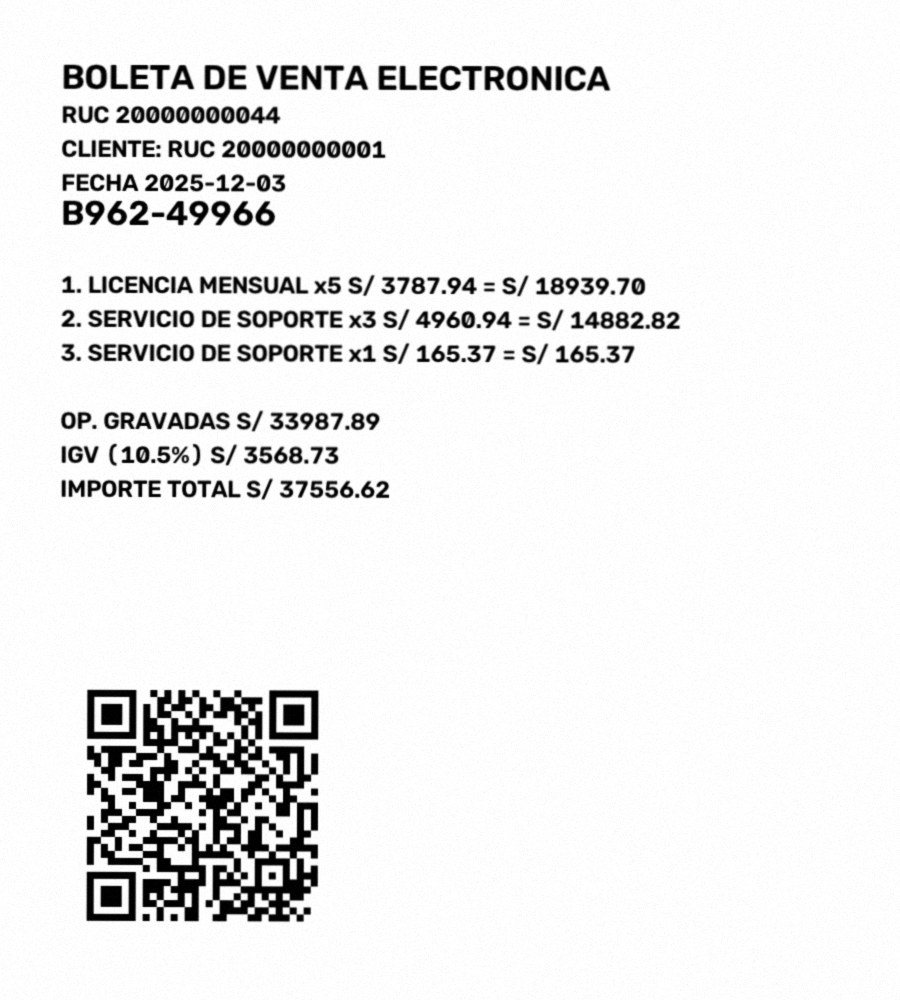 BOLETA DE VENTA ELECTRONICA
RUC 20000000044
CLIENTE: RUC 20000000001
FECHA 2025-12-03
B962-49966
1. LICENCIA MENSUAL x5 S/ 3787.94 = S/ 18939.70
2. SERVICIO DE SOPORTE x3 S/ 4960.94 = S/ 14882.82
3. SERVICIO DE SOPORTE x1 S/ 165.37 = S/ 165.37
OP. GRAVADAS S/ 33987.89
IGV (10.5%) S/ 3568.73
IMPORTE TOTAL S/ 37556.62